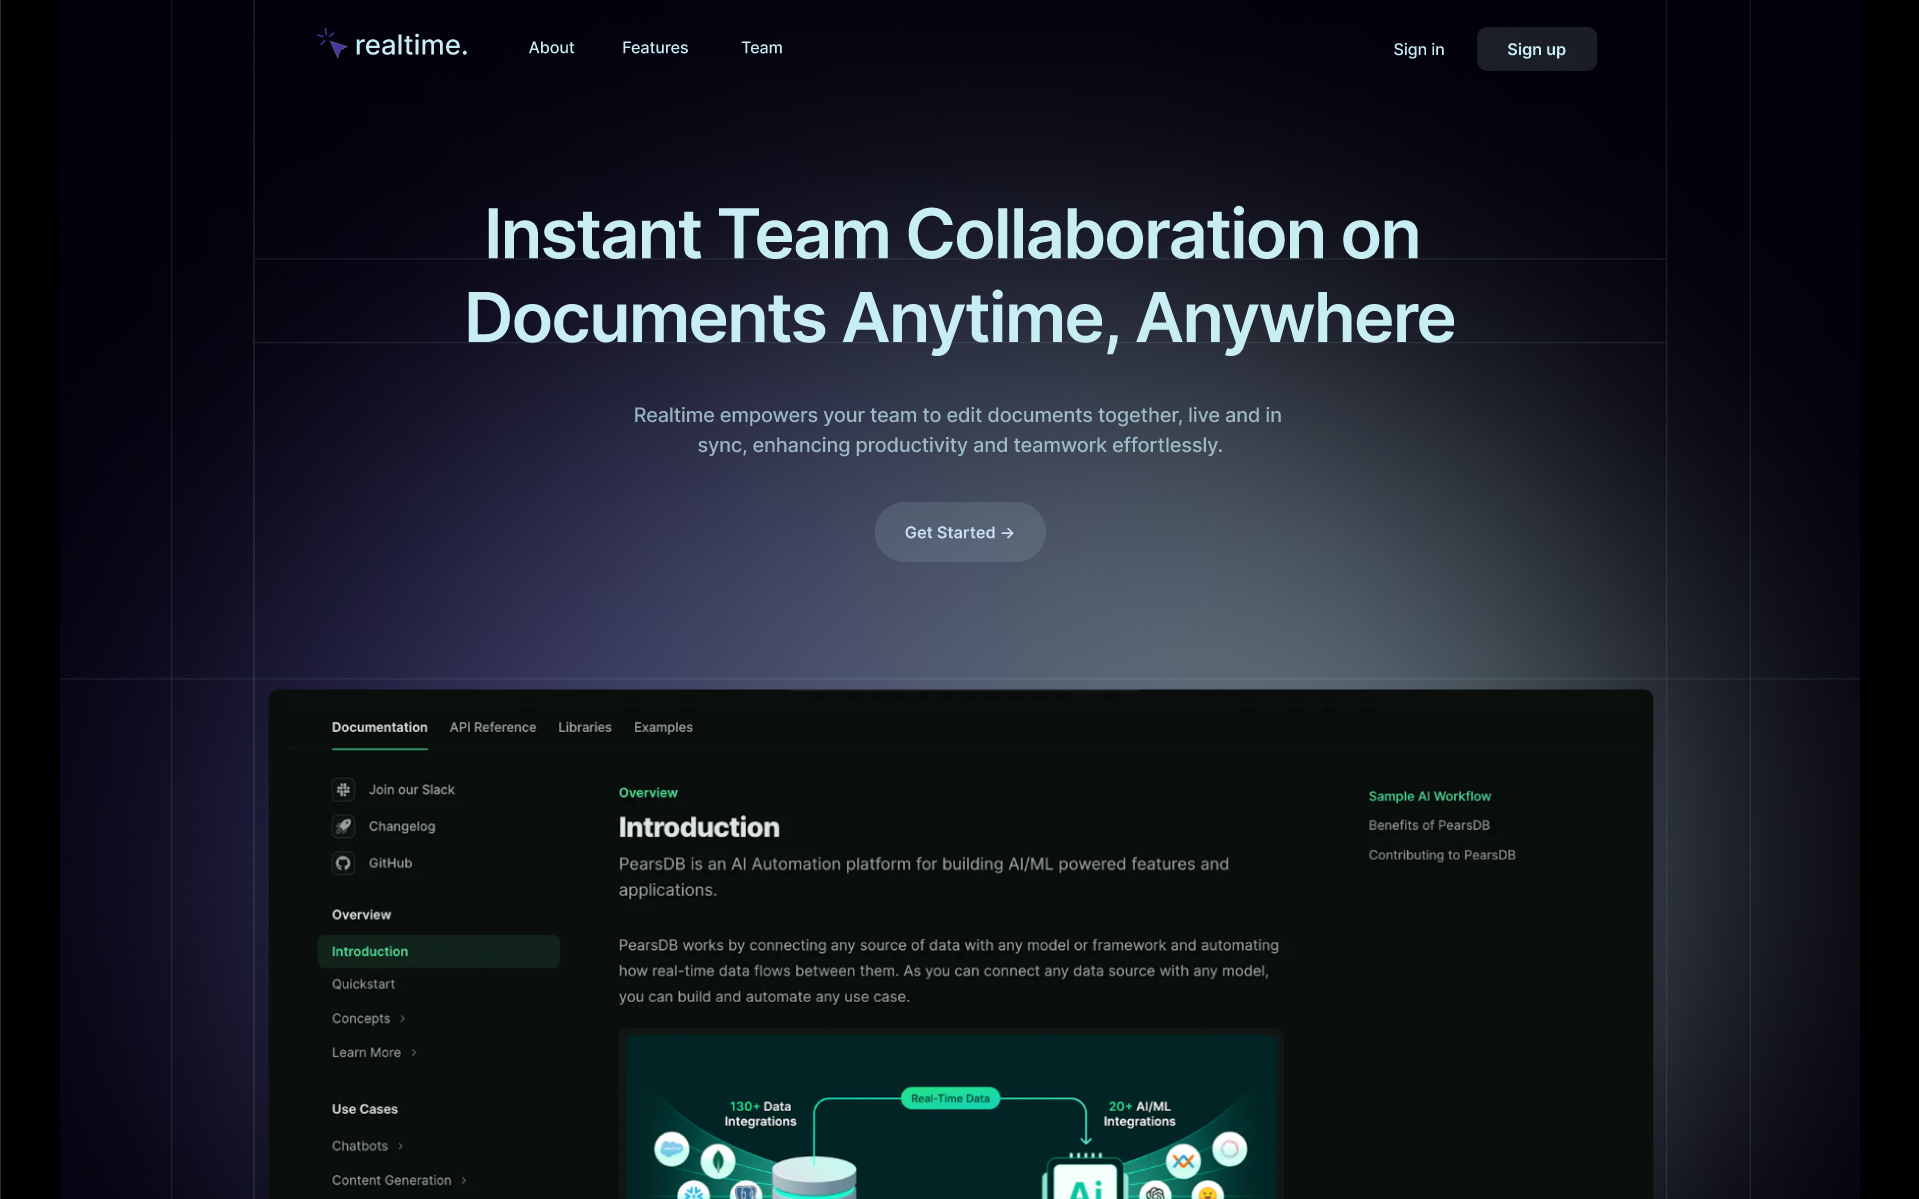 realtime.
About
Features
Team
Sign in
Sign up
Instant Team Collaboration on
Documents Anytime, Anywhere
Realtime empowers your team to edit documents together, live and in
sync, enhancing productivity and teamwork effortlessly.
Get Started →
Documentation
API Reference
Libraries
Examples
Join our Slack
Changelog
GitHub
Overview
Introduction
Quickstart
Concepts
Learn More
Use Cases
Chatbots
Content Generation
Overview
Introduction
PearsDB is an AI Automation platform for building AI/ML powered features and
applications.
PearsDB works by connecting any source of data with any model or framework and automating
how real-time data flows between them. As you can connect any data source with any model,
you can build and automate any use case.
130+ Data
Integrations
Real-Time Data
20+ AI/ML
Integrations
Ai
Sample AI Workflow
Benefits of PearsDB
Contributing to PearsDB